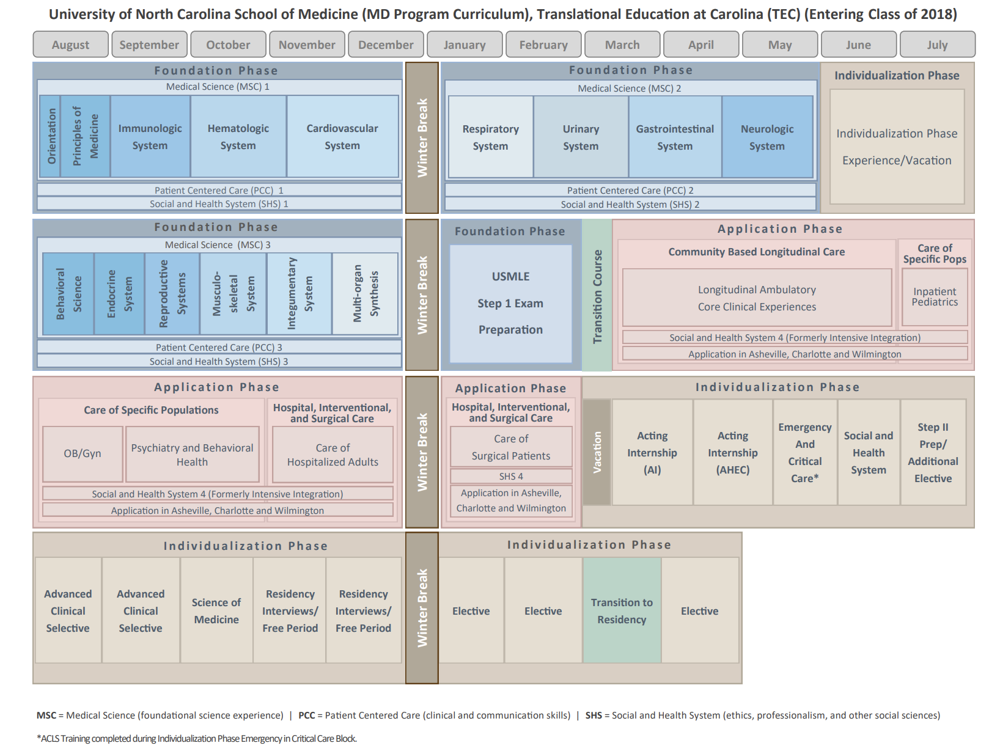 University of North Carolina School of Medicine (MD Program Curriculum), Translational Education at Carolina (TEC) (Entering Class of 2018)
August
September
October
November
December
January
February
March
April
May
June
July
Foundation Phase
Medical Science (MSC) 1
Orientation
Principles of
Medicine
Immunologic
System
Hematologic
System
Cardiovascular
System
Patient Centered Care (PCC) 1
Social and Health System (SHS) 1
Winter Break
Foundation Phase
Medical Science (MSC) 2
Respiratory
System
Urinary
System
Gastrointestinal
System
Neurologic
System
Patient Centered Care (PCC) 2
Social and Health System (SHS) 2
Individualization Phase
Individualization Phase
Experience/Vacation
Foundation Phase
Medical Science (MSC) 3
Behavioral
Science
Endocrine
System
Reproductive
Systems
Musculo-
skeletal
System
Integumentary
System
Multi-organ
Synthesis
Patient Centered Care (PCC) 3
Social and Health System (SHS) 3
Winter Break
Foundation Phase
USMLE
Step 1 Exam
Preparation
Transition Course
Application Phase
Community Based Longitudinal Care
Longitudinal Ambulatory
Core Clinical Experiences
Care of
Specific Pops
Inpatient
Pediatrics
Social and Health System 4 (Formerly Intensive Integration)
Application in Asheville, Charlotte and Wilmington
Application Phase
Care of Specific Populations
OB/Gyn
Psychiatry and Behavioral
Health
Hospital, Interventional,
and Surgical Care
Care of
Hospitalized Adults
Social and Health System 4 (Formerly Intensive Integration)
Application in Asheville, Charlotte and Wilmington
Winter Break
Application Phase
Hospital, Interventional,
and Surgical Care
Care of
Surgical Patients
SHS 4
Application in Asheville,
Charlotte and Wilmington
Individualization Phase
Vacation
Acting
Internship
(AI)
Acting
Internship
(AHEC)
Emergency
And
Critical
Care*
Social and
Health
System
Step II
Prep/
Additional
Elective
Individualization Phase
Advanced
Clinical
Selective
Advanced
Clinical
Selective
Science of
Medicine
Residency
Interviews/
Free Period
Residency
Interviews/
Free Period
Winter Break
Individualization Phase
Elective
Elective
Transition to
Residency
Elective
MSC = Medical Science (foundational science experience) | PCC = Patient Centered Care (clinical and communication skills) | SHS = Social and Health System (ethics, professionalism, and other social sciences)
*ACLS Training completed during Individualization Phase Emergency in Critical Care Block.